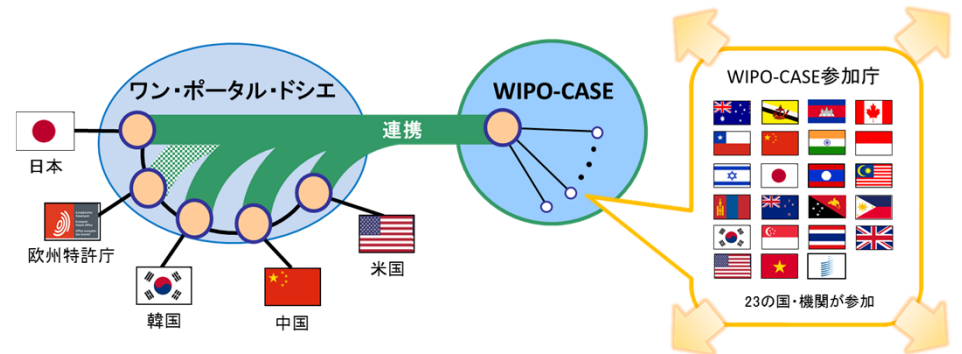 ワン・ポータル・ドシエ
WIPO-CASE
連携
日本
欧州特許庁
韓国
中国
米国
WIPO-CASE参加庁
23の国・機関が参加